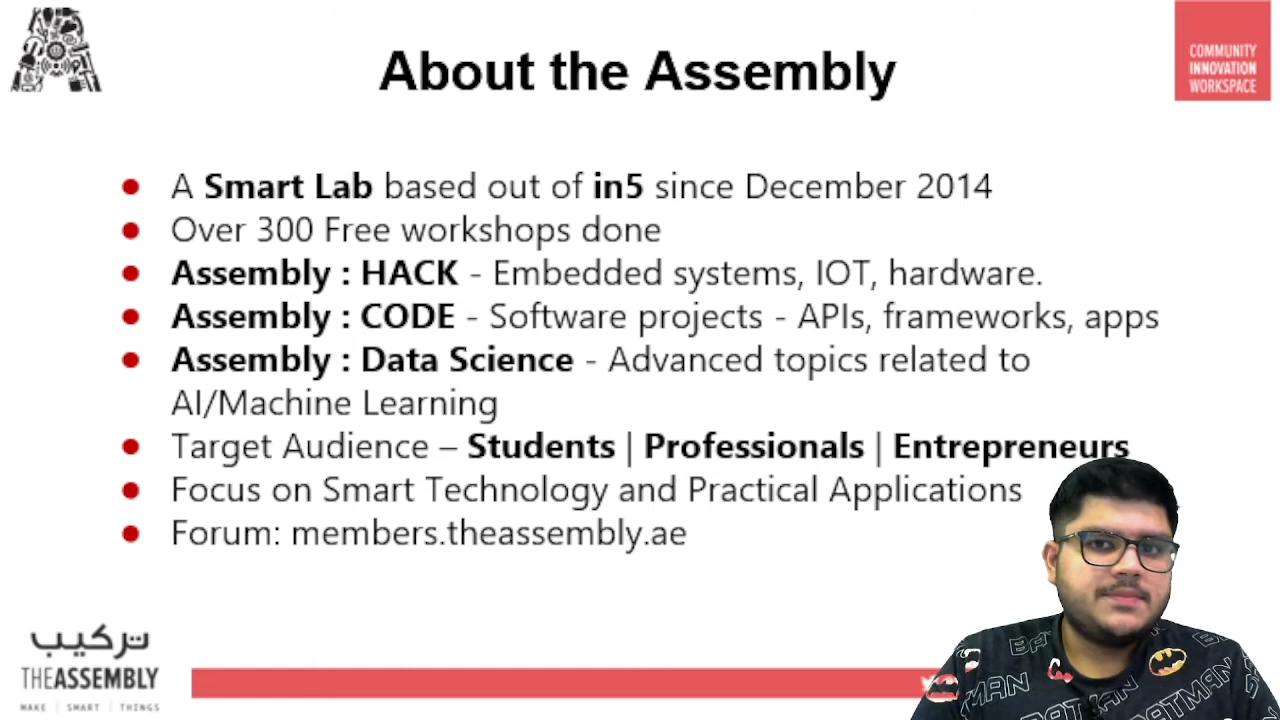 About the Assembly
COMMUNITY
INNOVATION
WORKSPACE
A Smart Lab based out of in5 since December 2014
Over 300 Free workshops done
Assembly : HACK - Embedded systems, IOT, hardware.
Assembly : CODE - Software projects - APIs, frameworks, apps
Assembly : Data Science - Advanced topics related to
AI/Machine Learning
Target Audience – Students | Professionals | Entrepreneurs
Focus on Smart Technology and Practical Applications
Forum: members.theassembly.ae
تركيب
THEASSEMBLY
MAKE | SMART | THINGS
BATMAN
BATMAN